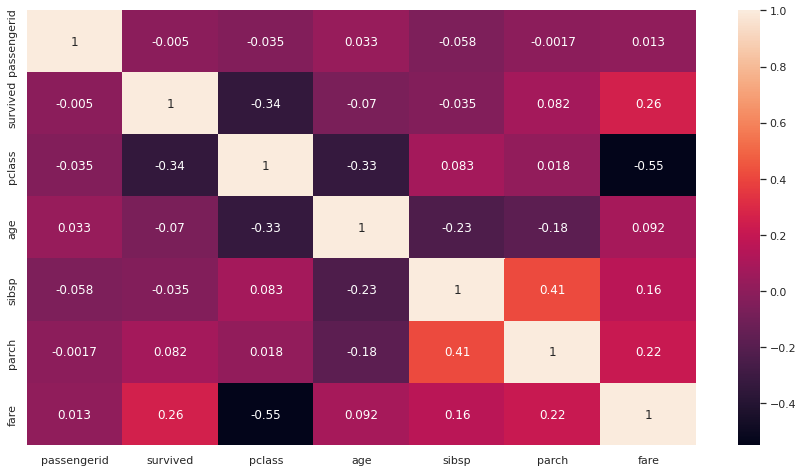 passengerid 1 -0.005 -0.035 0.033 -0.058 -0.0017 0.013
survived -0.005 1 -0.34 -0.07 -0.035 0.082 0.26
pclass -0.035 -0.34 1 -0.33 0.083 0.018 -0.55
age 0.033 -0.07 -0.33 1 -0.23 -0.18 0.092
sibsp -0.058 -0.035 0.083 -0.23 1 0.41 0.16
parch -0.0017 0.082 0.018 -0.18 0.41 1 0.22
fare 0.013 0.26 -0.55 0.092 0.16 0.22 1
passengerid survived pclass age sibsp parch fare
1.0
0.8
0.6
0.4
0.2
0.0
−0.2
−0.4